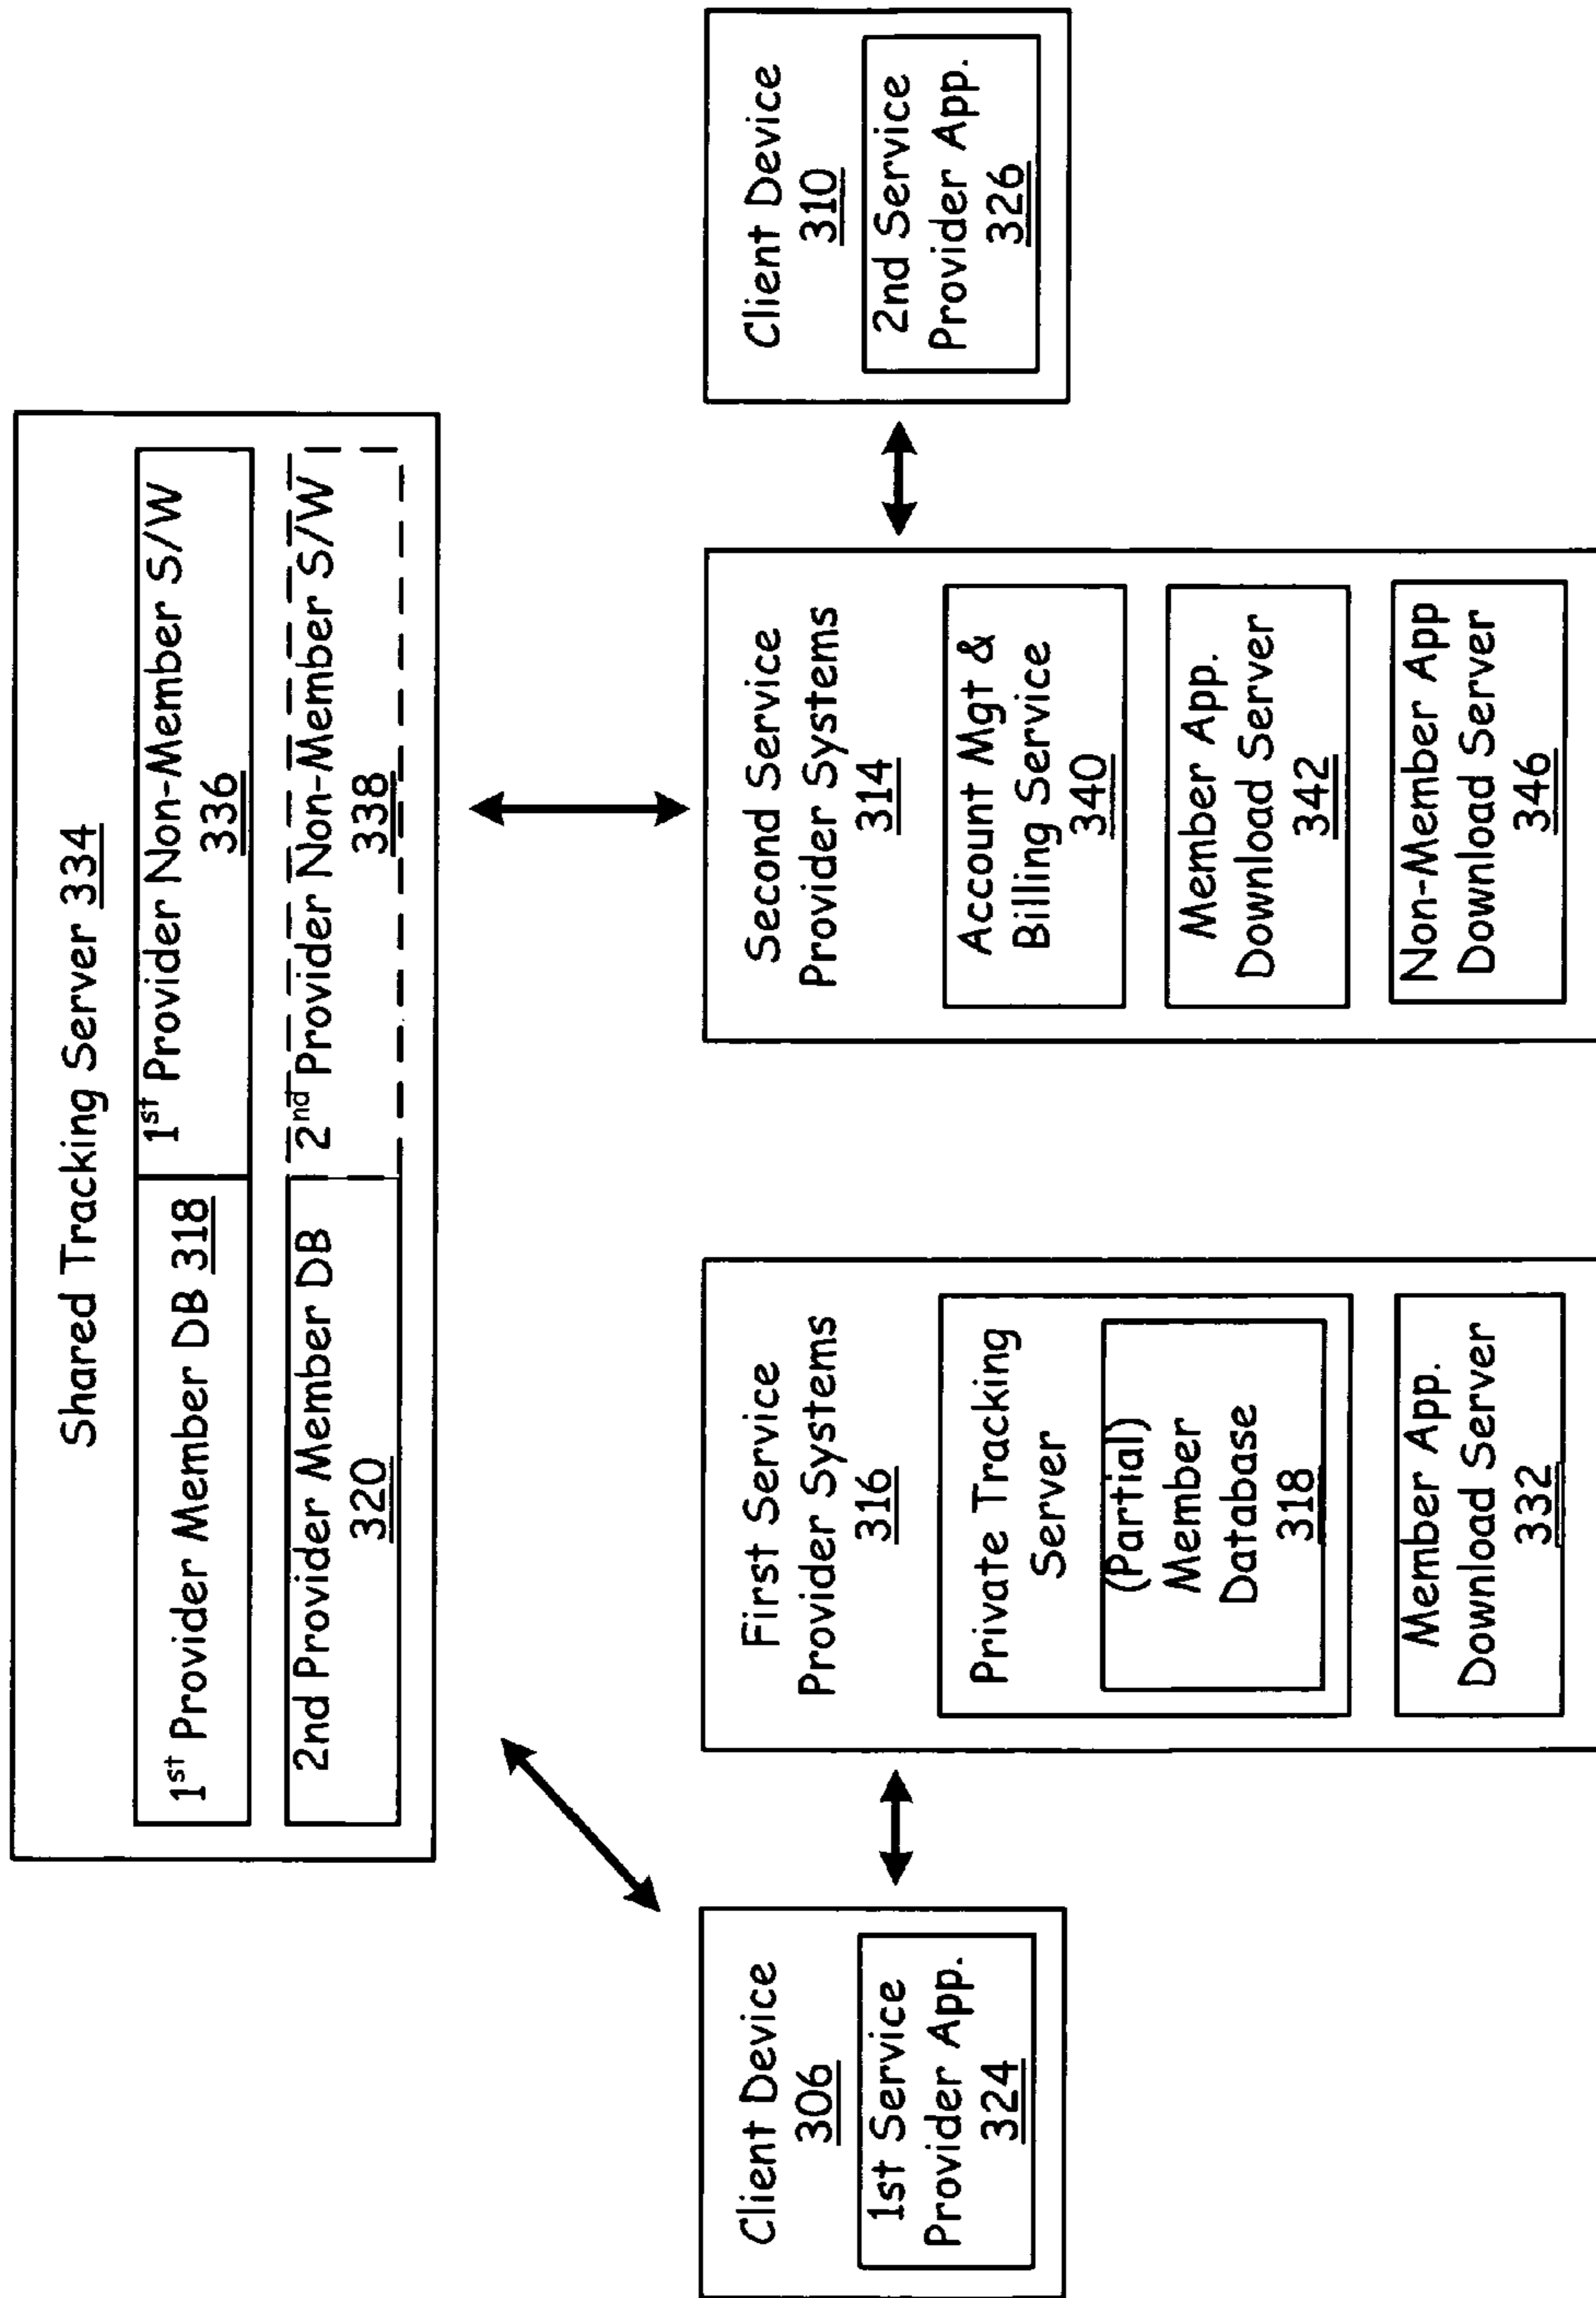 Shared Tracking Server 334
1st Provider Member DB 318
1st Provider Non-Member S/W
336
2nd Provider Member DB
320
2nd Provider Non-Member S/W
338
Client Device
306
1st Service
Provider App.
324
First Service
Provider Systems
316
Private Tracking
Server
(Partial)
Member
Database
318
Member App.
Download Server
332
Second Service
Provider Systems
314
Account Mgt &
Billing Service
340
Member App.
Download Server
342
Non-Member App
Download Server
346
Client Device
310
2nd Service
Provider App.
326